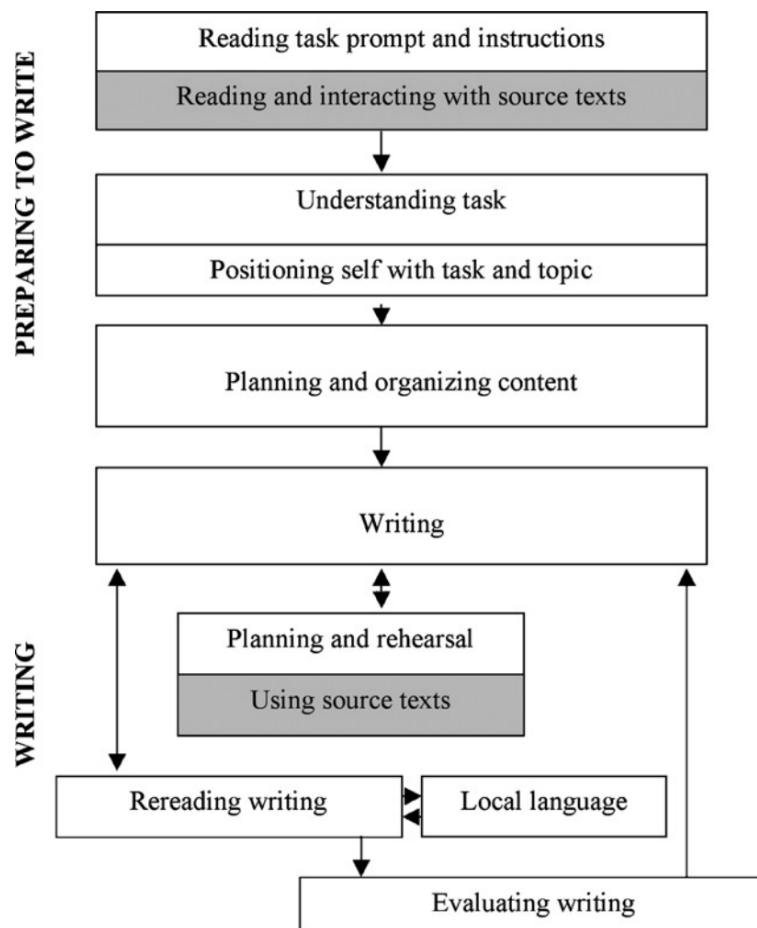 PREPARING TO WRITE
Reading task prompt and instructions
Reading and interacting with source texts
Understanding task
Positioning self with task and topic
Planning and organizing content
WRITING
Writing
Planning and rehearsal
Using source texts
Rereading writing
Local language
Evaluating writing